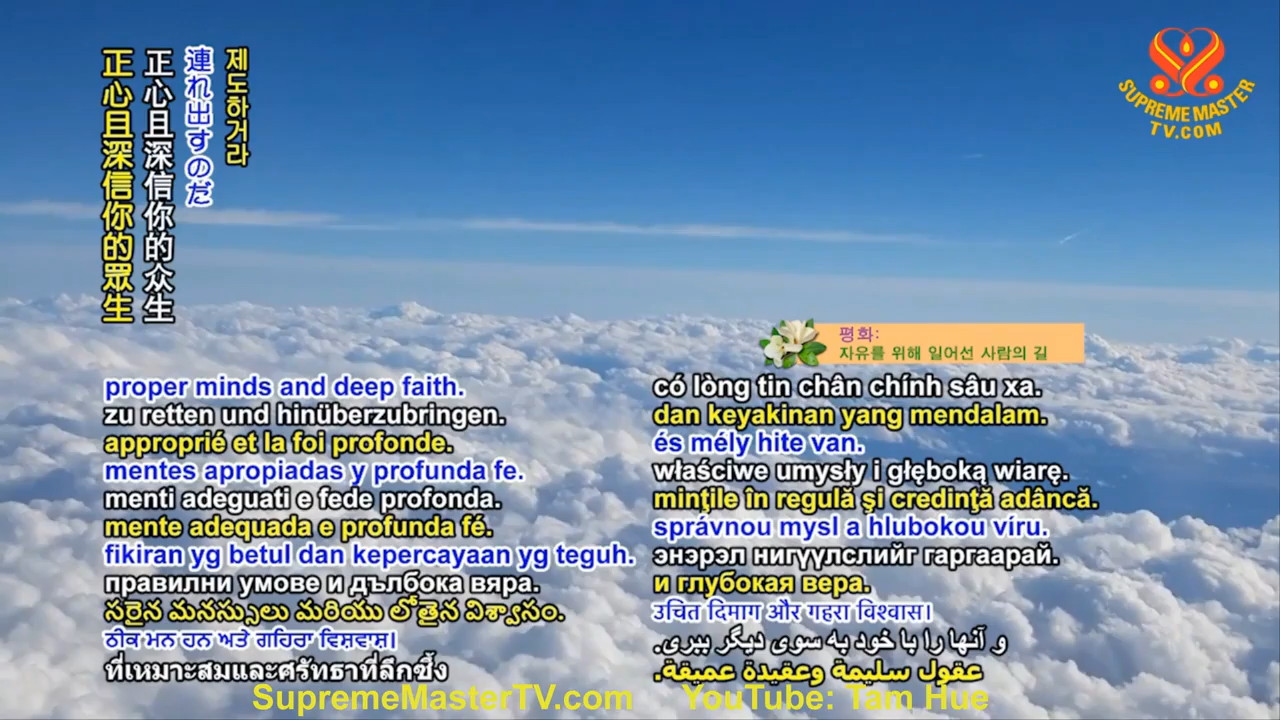 正心且深信你的眾生
正心且深信你的众生
連れ出すのだ
제도하거라
SUPREME MASTER
TV.COM
평화:
자유를 위해 일어선 사람의 길
proper minds and deep faith.
zu retten und hinüberzubringen.
approprié et la foi profonde.
mentes apropiadas y profunda fe.
menti adeguati e fede profonda.
mente adequada e profunda fé.
fikiran yg betul dan kepercayaan yg teguh.
правилни умове и дълбока вяра.
సరైన మనస్సులు మరియు లోతైన విశ్వాసం.
ਠੀਕ ਮਨ ਹਨ ਅਤੇ ਗਹਿਰਾ ਵਿਸ਼ਵਾਸ਼।
ที่เหมาะสมและศรัทธาที่ลึกซึ้ง
có lòng tin chân chính sâu xa.
dan keyakinan yang mendalam.
és mély hite van.
właściwe umysły i głęboką wiarę.
minţile în regulă şi credinţă adâncă.
správnou mysl a hlubokou víru.
энэрэл нигүүлслийг гаргаарай.
и глубокая вера.
उचित दिमाग और गहरा विश्वास।
و آنها را با خود به سوی دیگر ببری.
عقول سليمة وعقيدة عميقة.
SupremeMasterTV.com YouTube: Tam Hue